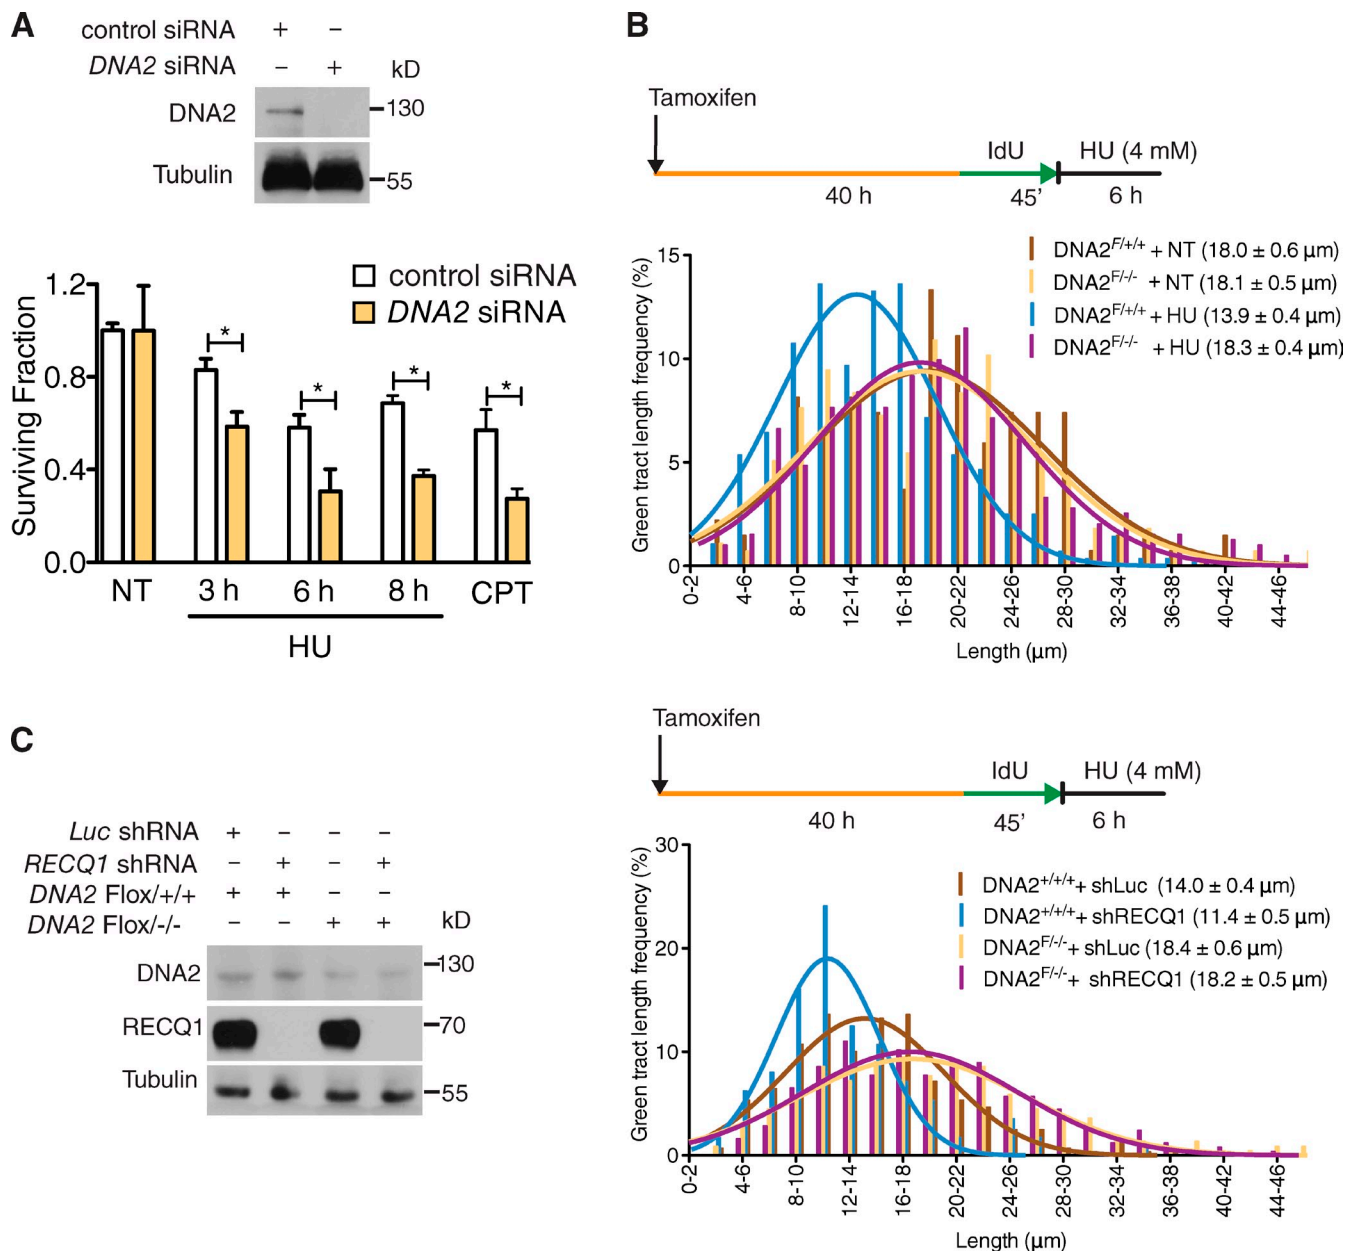 A
control siRNA + –
DNA2 siRNA – + kD
DNA2 130
Tubulin 55
control siRNA
DNA2 siRNA
Surviving Fraction
1.2
0.8
0.4
0.0
* * * *
NT 3 h 6 h 8 h CPT
HU
B
Tamoxifen
IdU HU (4 mM)
40 h 45’ 6 h
DNA2F/+/+ + NT (18.0 ± 0.6 µm)
DNA2F/-/- + NT (18.1 ± 0.5 µm)
DNA2F/+/+ + HU (13.9 ± 0.4 µm)
DNA2F/-/- + HU (18.3 ± 0.4 µm)
Green tract length frequency (%)
15
10
5
0
0-2 4-6 8-10 12-14 16-18 20-22 24-26 28-30 32-34 36-38 40-42 44-46
Length (µm)
C
Luc shRNA + – – –
RECQ1 shRNA – + – +
DNA2 Flox/+/+ + + – –
DNA2 Flox/-/- – – + + kD
DNA2 130
RECQ1 70
Tubulin 55
Tamoxifen
IdU HU (4 mM)
40 h 45’ 6 h
DNA2+/+/+ + shLuc (14.0 ± 0.4 µm)
DNA2+/+/+ + shRECQ1 (11.4 ± 0.5 µm)
DNA2F/-/- + shLuc (18.4 ± 0.6 µm)
DNA2F/-/- + shRECQ1 (18.2 ± 0.5 µm)
Green tract length frequency (%)
30
20
10
0
0-2 4-6 8-10 12-14 16-18 20-22 24-26 28-30 32-34 36-38 40-42 44-46
Length (µm)